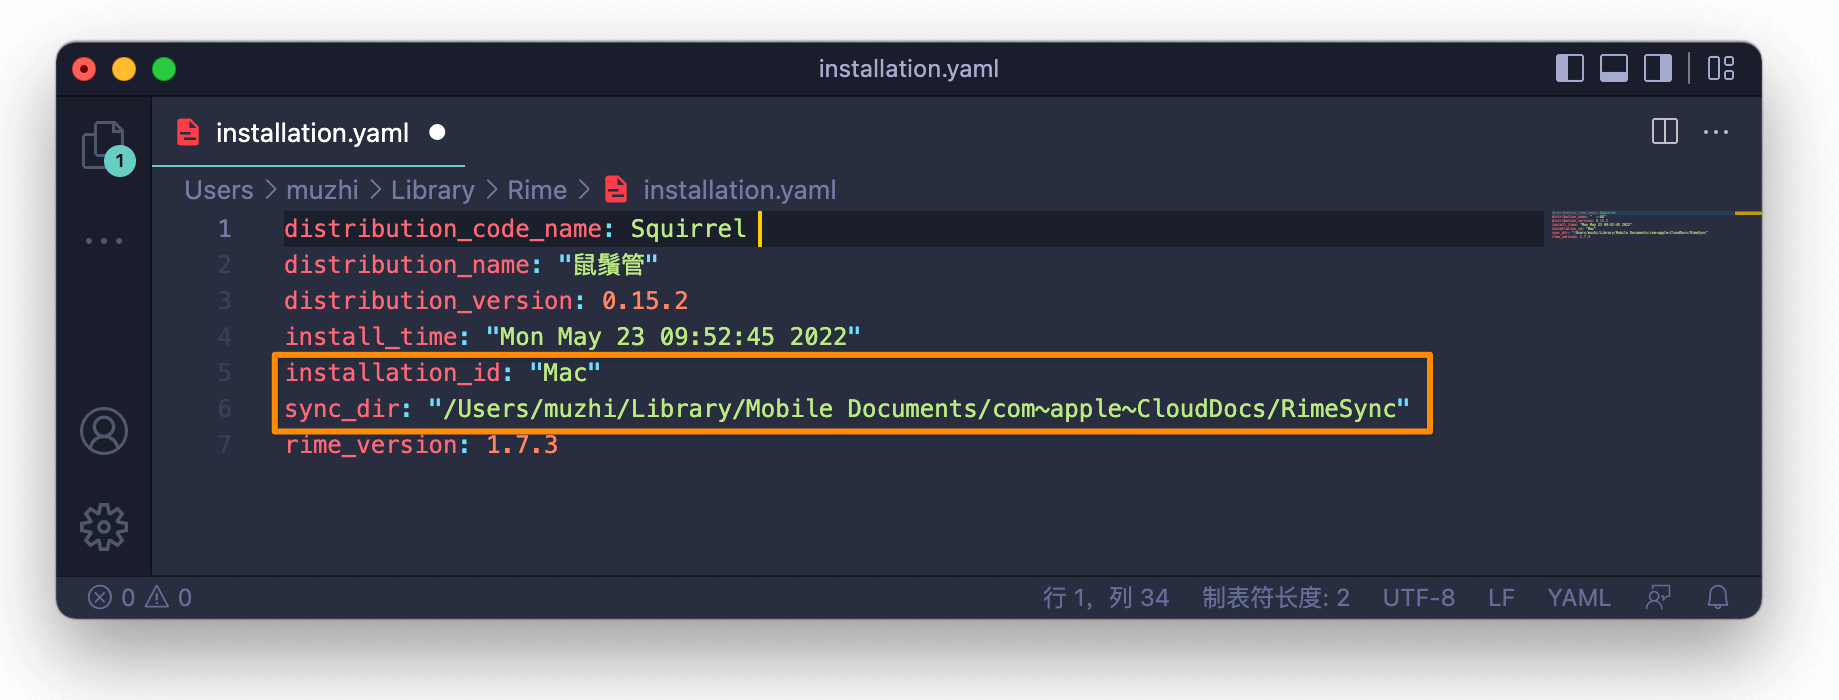 installation.yaml
installation.yaml
1
Users > muzhi > Library > Rime > installation.yaml
1 distribution_code_name: Squirrel
2 distribution_name: "鼠鬚管"
3 distribution_version: 0.15.2
4 install_time: "Mon May 23 09:52:45 2022"
5 installation_id: "Mac"
6 sync_dir: "/Users/muzhi/Library/Mobile Documents/com~apple~CloudDocs/RimeSync"
7 rime_version: 1.7.3
0 0 行 1，列 34 制表符长度: 2 UTF-8 LF YAML